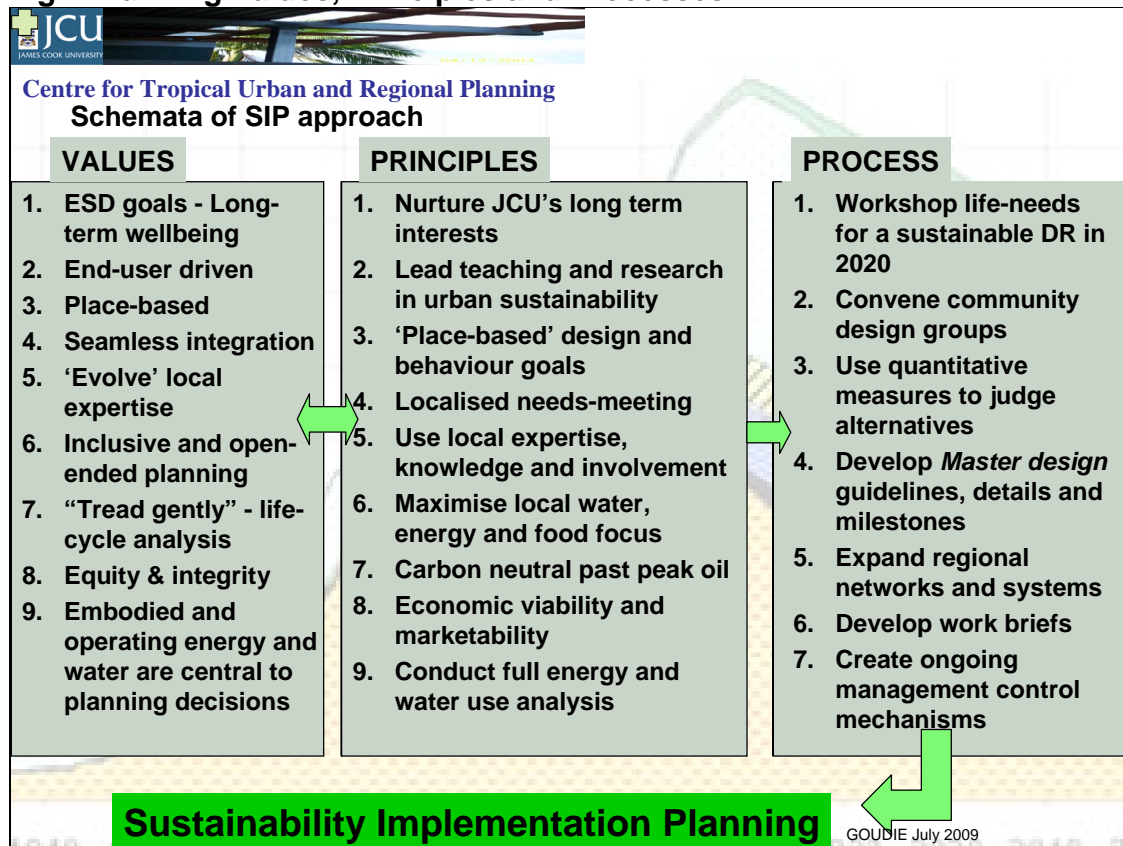 JCU
JAMES COOK UNIVERSITY
Centre for Tropical Urban and Regional Planning
Schemata of SIP approach
VALUES
1. ESD goals - Long-
term wellbeing
2. End-user driven
3. Place-based
4. Seamless integration
5. ‘Evolve’ local
expertise
6. Inclusive and open-
ended planning
7. “Tread gently” - life-
cycle analysis
8. Equity & integrity
9. Embodied and
operating energy and
water are central to
planning decisions
PRINCIPLES
1. Nurture JCU’s long term
interests
2. Lead teaching and research
in urban sustainability
3. ‘Place-based’ design and
behaviour goals
4. Localised needs-meeting
5. Use local expertise,
knowledge and involvement
6. Maximise local water,
energy and food focus
7. Carbon neutral past peak oil
8. Economic viability and
marketability
9. Conduct full energy and
water use analysis
PROCESS
1. Workshop life-needs
for a sustainable DR in
2020
2. Convene community
design groups
3. Use quantitative
measures to judge
alternatives
4. Develop Master design
guidelines, details and
milestones
5. Expand regional
networks and systems
6. Develop work briefs
7. Create ongoing
management control
mechanisms
Sustainability Implementation Planning
GOUDIE July 2009